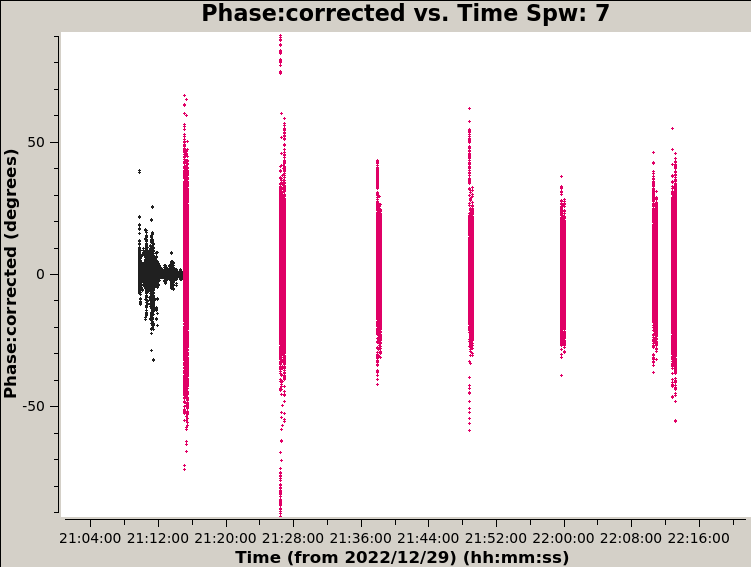 Phase:corrected vs. Time Spw: 7
Phase:corrected (degrees)
50
0
-50
21:04:00 21:12:00 21:20:00 21:28:00 21:36:00 21:44:00 21:52:00 22:00:00 22:08:00 22:16:00
Time (from 2022/12/29) (hh:mm:ss)